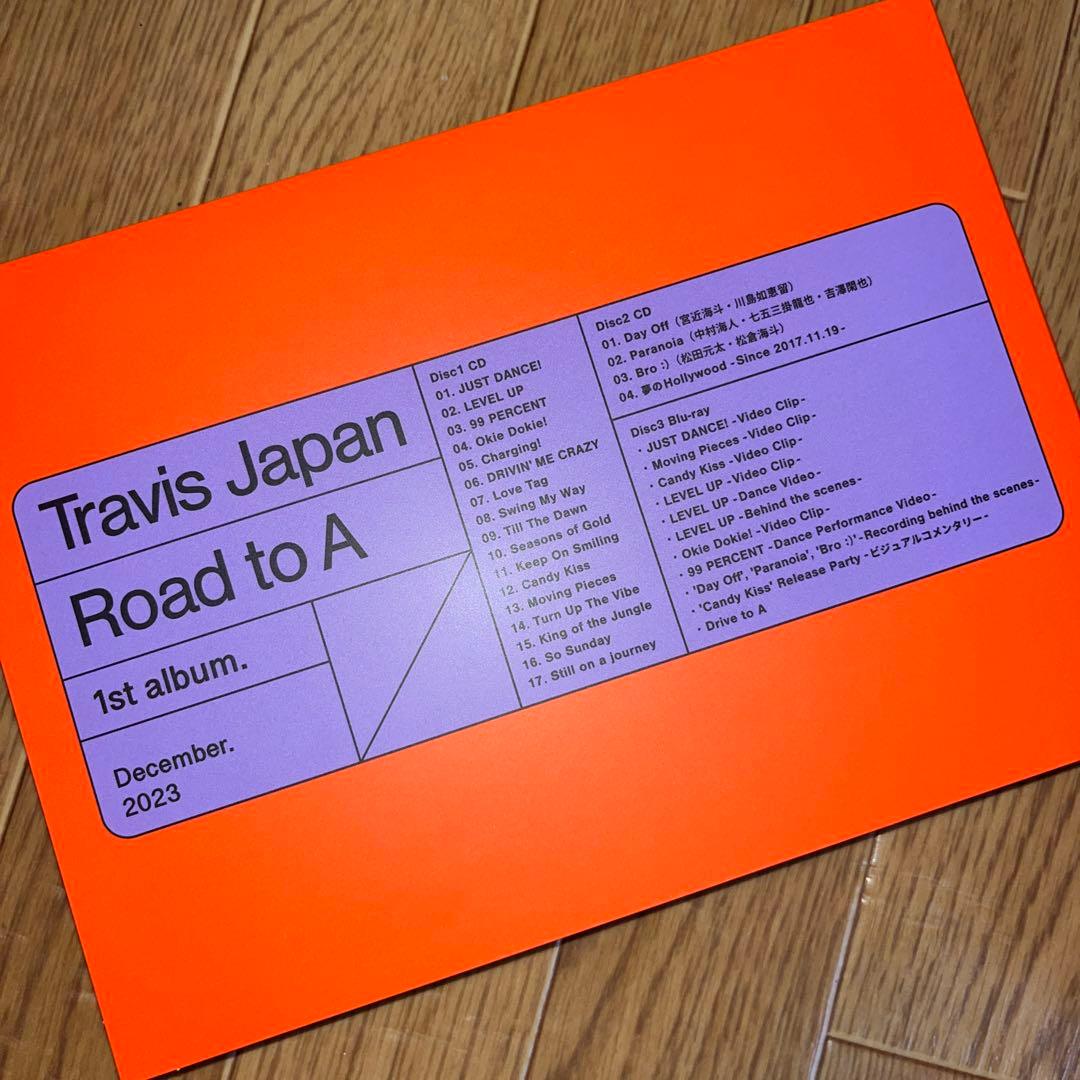 Travis Japan
Road to A
1st album.
December.
2023
Disc1 CD
01. JUST DANCE!
02. LEVEL UP
03. 99 PERCENT
04. Okie Dokie!
05. Charging!
06. DRIVIN' ME CRAZY
07. Love Tag
08. Swing My Way
09. Till The Dawn
10. Seasons of Gold
11. Keep On Smiling
12. Candy Kiss
13. Moving Pieces
14. Turn Up The Vibe
15. King of the Jungle
16. So Sunday
17. Still on a journey
Disc2 CD
01. Day Off（宮近海斗・川島如恵留）
02. Paranoia（中村海人・七五三掛龍也・吉澤閑也）
03. Bro :)（松田元太・松倉海斗）
04. 夢のHollywood -Since 2017.11.19-
Disc3 Blu-ray
・JUST DANCE! -Video Clip-
・Moving Pieces -Video Clip-
・Candy Kiss -Video Clip-
・LEVEL UP -Video Clip-
・LEVEL UP -Dance Video-
・LEVEL UP -Behind the scenes-
・Okie Dokie! -Video Clip-
・99 PERCENT -Dance Performance Video-
・'Day Off', 'Paranoia', 'Bro :)' -Recording behind the scenes-
・'Candy Kiss' Release Party -ビジュアルコメンタリー-
・Drive to A